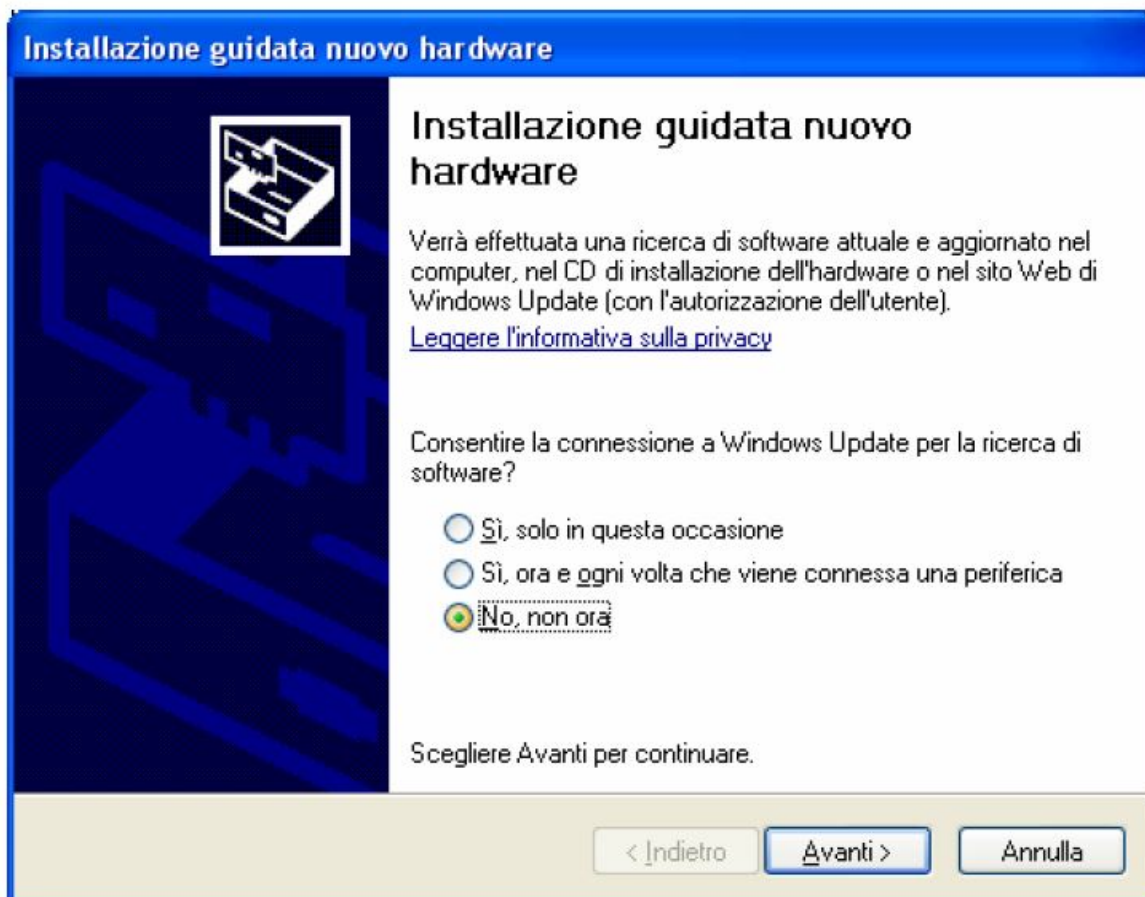 Installazione guidata nuovo hardware
Installazione guidata nuovo
hardware
Verrà effettuata una ricerca di software attuale e aggiornato nel
computer, nel CD di installazione dell'hardware o nel sito Web di
Windows Update (con l'autorizzazione dell'utente).
Leggere l'informativa sulla privacy
Consentire la connessione a Windows Update per la ricerca di
software?
Sì, solo in questa occasione
Sì, ora e ogni volta che viene connessa una periferica
No, non ora
Scegliere Avanti per continuare.
< Indietro Avanti > Annulla